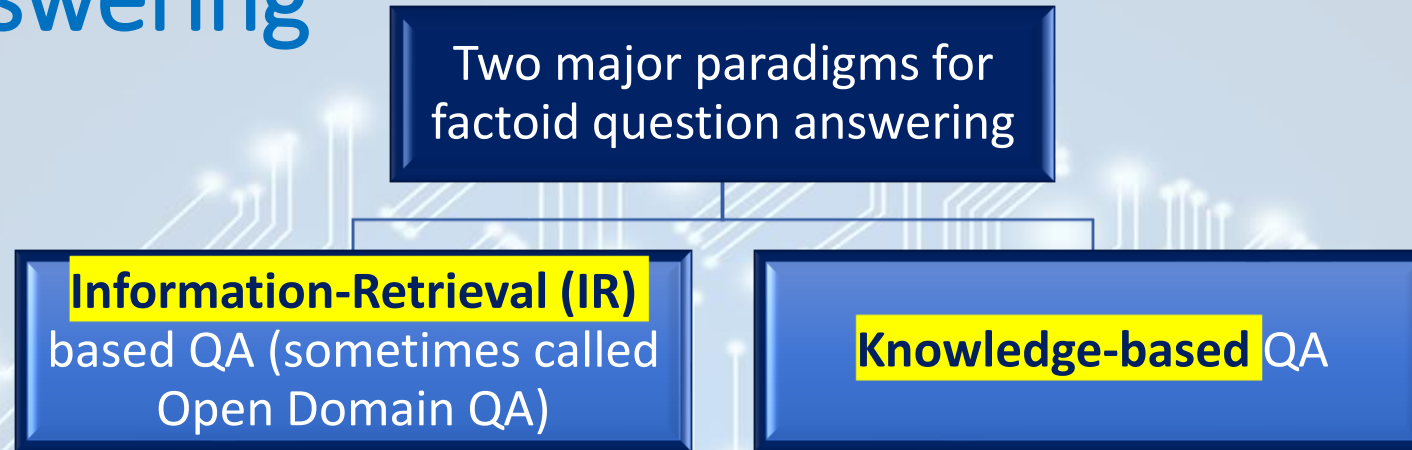 swering
Two major paradigms for
factoid question answering
Information-Retrieval (IR)
based QA (sometimes called
Open Domain QA)
Knowledge-based QA